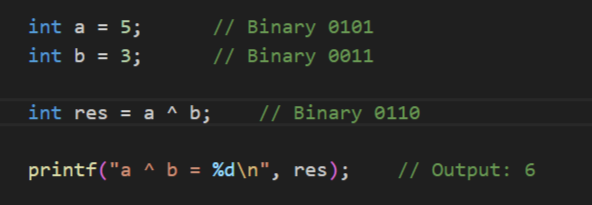 int a = 5;       // Binary 0101
int b = 3;       // Binary 0011
int res = a ^ b;    // Binary 0110
printf("a ^ b = %d\n", res);    // Output: 6